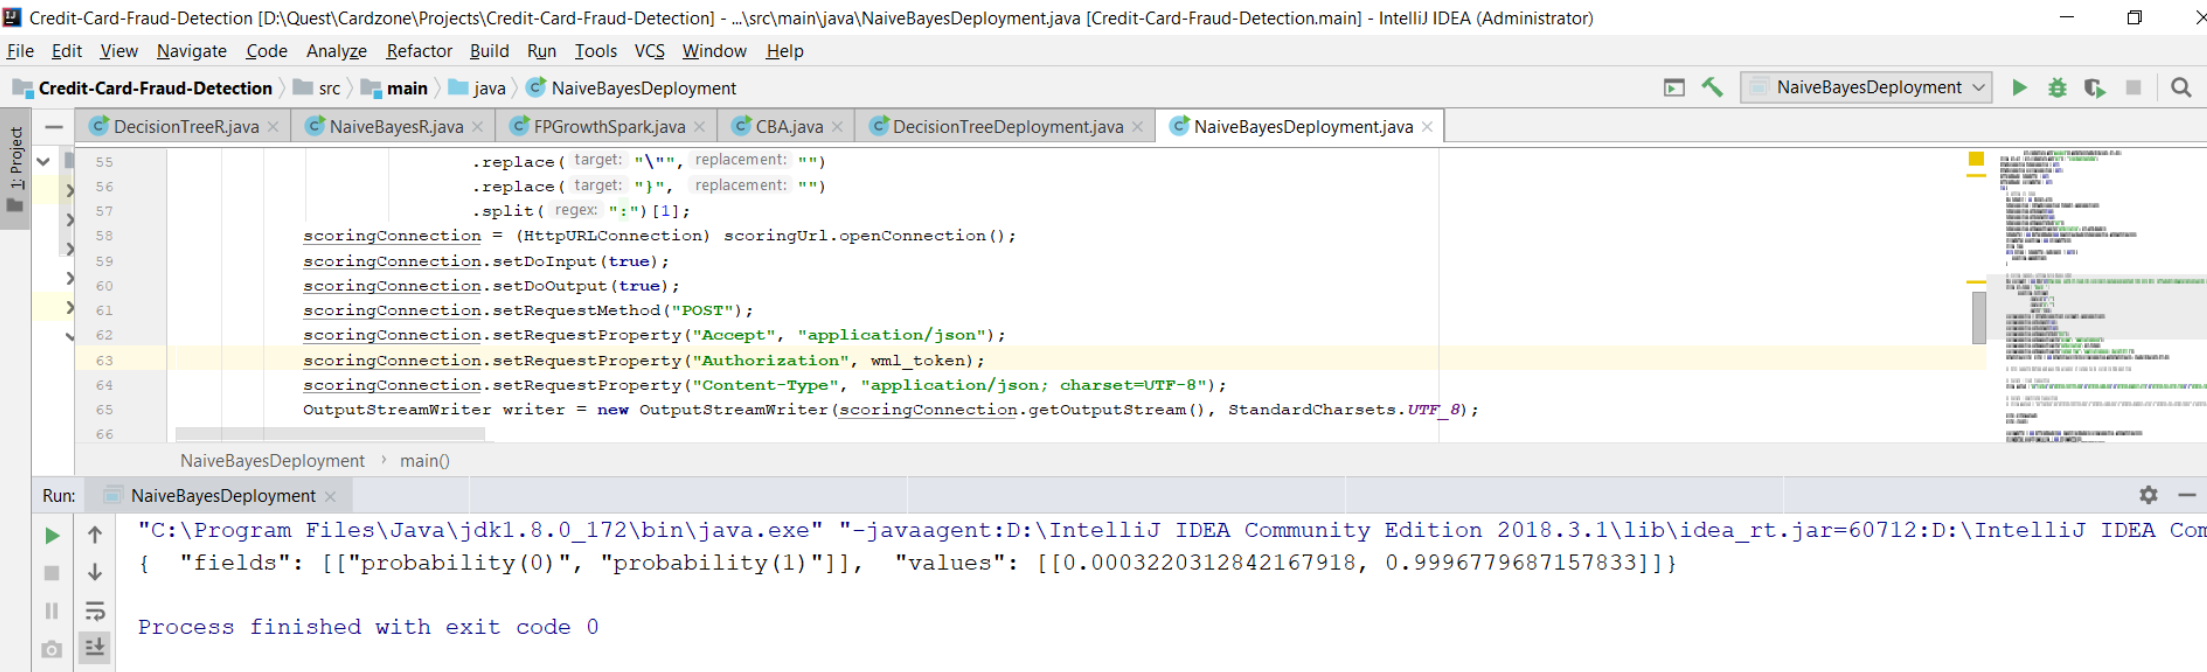 Credit-Card-Fraud-Detection [D:\Quest\Cardzone\Projects\Credit-Card-Fraud-Detection] - ...\src\main\java\NaiveBayesDeployment.java [Credit-Card-Fraud-Detection.main] - IntelliJ IDEA (Administrator)
File Edit View Navigate Code Analyze Refactor Build Run Tools VCS Window Help
Credit-Card-Fraud-Detection src main java NaiveBayesDeployment NaiveBayesDeployment
DecisionTreeR.java NaiveBayesR.java FPGrowthSpark.java CBA.java DecisionTreeDeployment.java NaiveBayesDeployment.java
1: Project
55 .replace( target: "\"", replacement: "")
56 .replace( target: "}", replacement: "")
57 .split( regex: ":")[1];
58 scoringConnection = (HttpURLConnection) scoringUrl.openConnection();
59 scoringConnection.setDoInput(true);
60 scoringConnection.setDoOutput(true);
61 scoringConnection.setRequestMethod("POST");
62 scoringConnection.setRequestProperty("Accept", "application/json");
63 scoringConnection.setRequestProperty("Authorization", wml_token);
64 scoringConnection.setRequestProperty("Content-Type", "application/json; charset=UTF-8");
65 OutputStreamWriter writer = new OutputStreamWriter(scoringConnection.getOutputStream(), StandardCharsets.UTF_8);
66
NaiveBayesDeployment › main()
Run: NaiveBayesDeployment
"C:\Program Files\Java\jdk1.8.0_172\bin\java.exe" "-javaagent:D:\IntelliJ IDEA Community Edition 2018.3.1\lib\idea_rt.jar=60712:D:\IntelliJ IDEA Com
{  "fields": [["probability(0)", "probability(1)"]],  "values": [[0.0003220312842167918, 0.9996779687157833]]}
Process finished with exit code 0